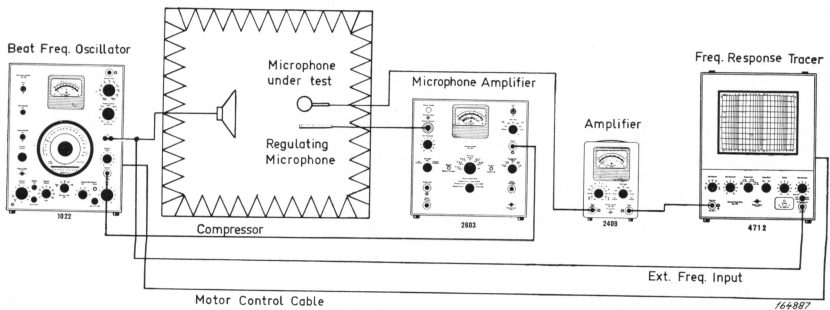 Beat Freq. Oscillator
Microphone
under test
Regulating
Microphone
Microphone Amplifier
Amplifier
Freq. Response Tracer
1022
2603
2409
4712
Compressor
Ext. Freq. Input
Motor Control Cable
164887